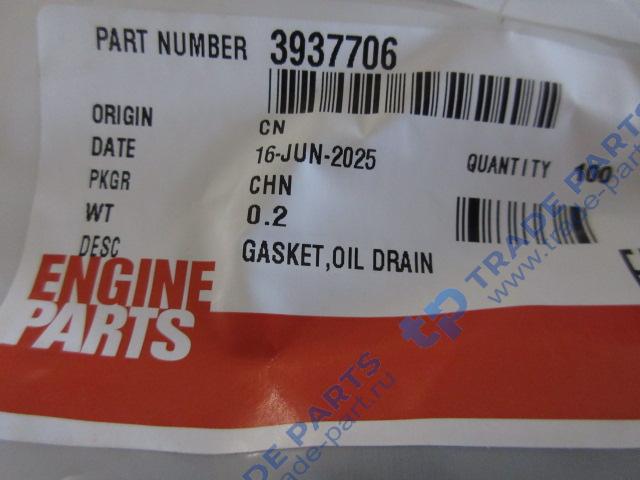 PART NUMBER 3937706
ORIGIN CN
DATE 16-JUN-2025 QUANTITY 100
PKGR CHN
WT 0.2
DESC GASKET,OIL DRAIN
ENGINE
PARTS
tp TRADE PARTS
www.trade-part.ru
TRADE PARTS
trade-part.ru